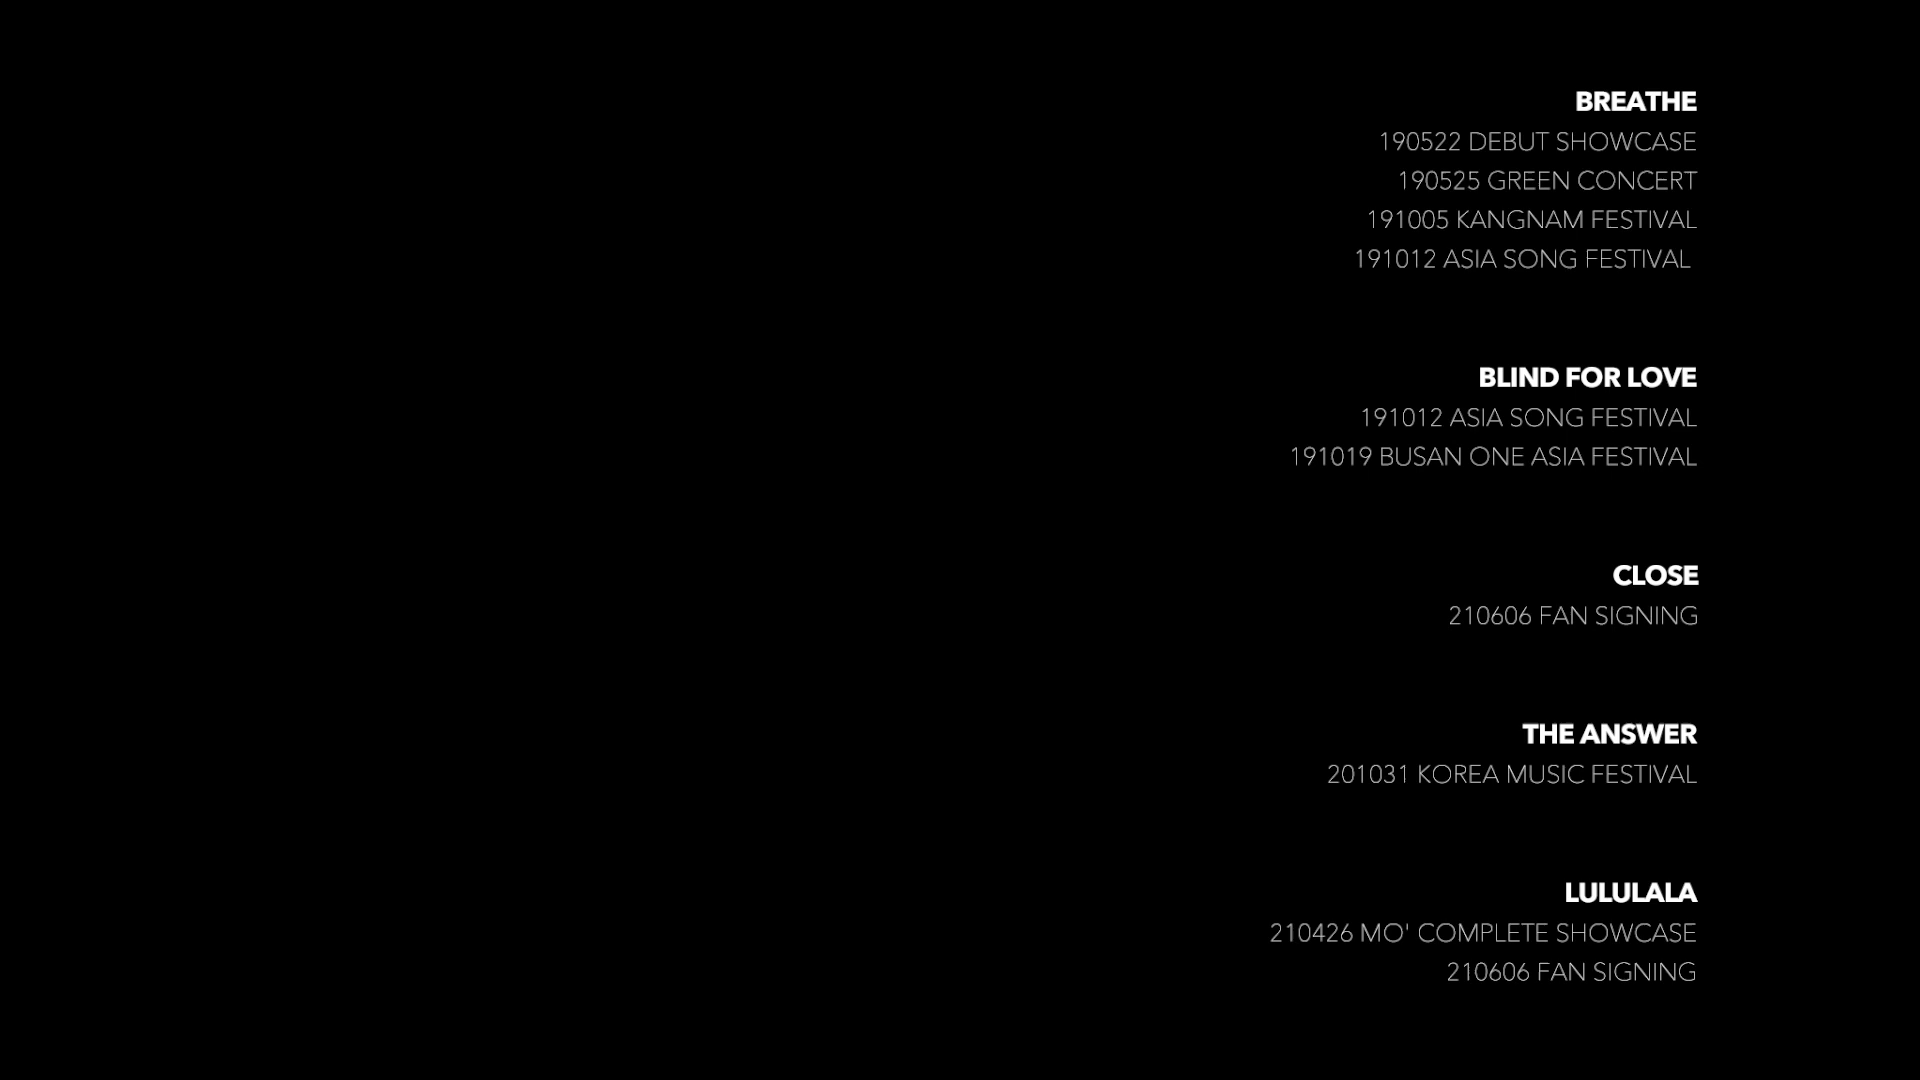 BREATHE
190522 DEBUT SHOWCASE
190525 GREEN CONCERT
191005 KANGNAM FESTIVAL
191012 ASIA SONG FESTIVAL
BLIND FOR LOVE
191012 ASIA SONG FESTIVAL
191019 BUSAN ONE ASIA FESTIVAL
CLOSE
210606 FAN SIGNING
THE ANSWER
201031 KOREA MUSIC FESTIVAL
LULULALA
210426 MO' COMPLETE SHOWCASE
210606 FAN SIGNING